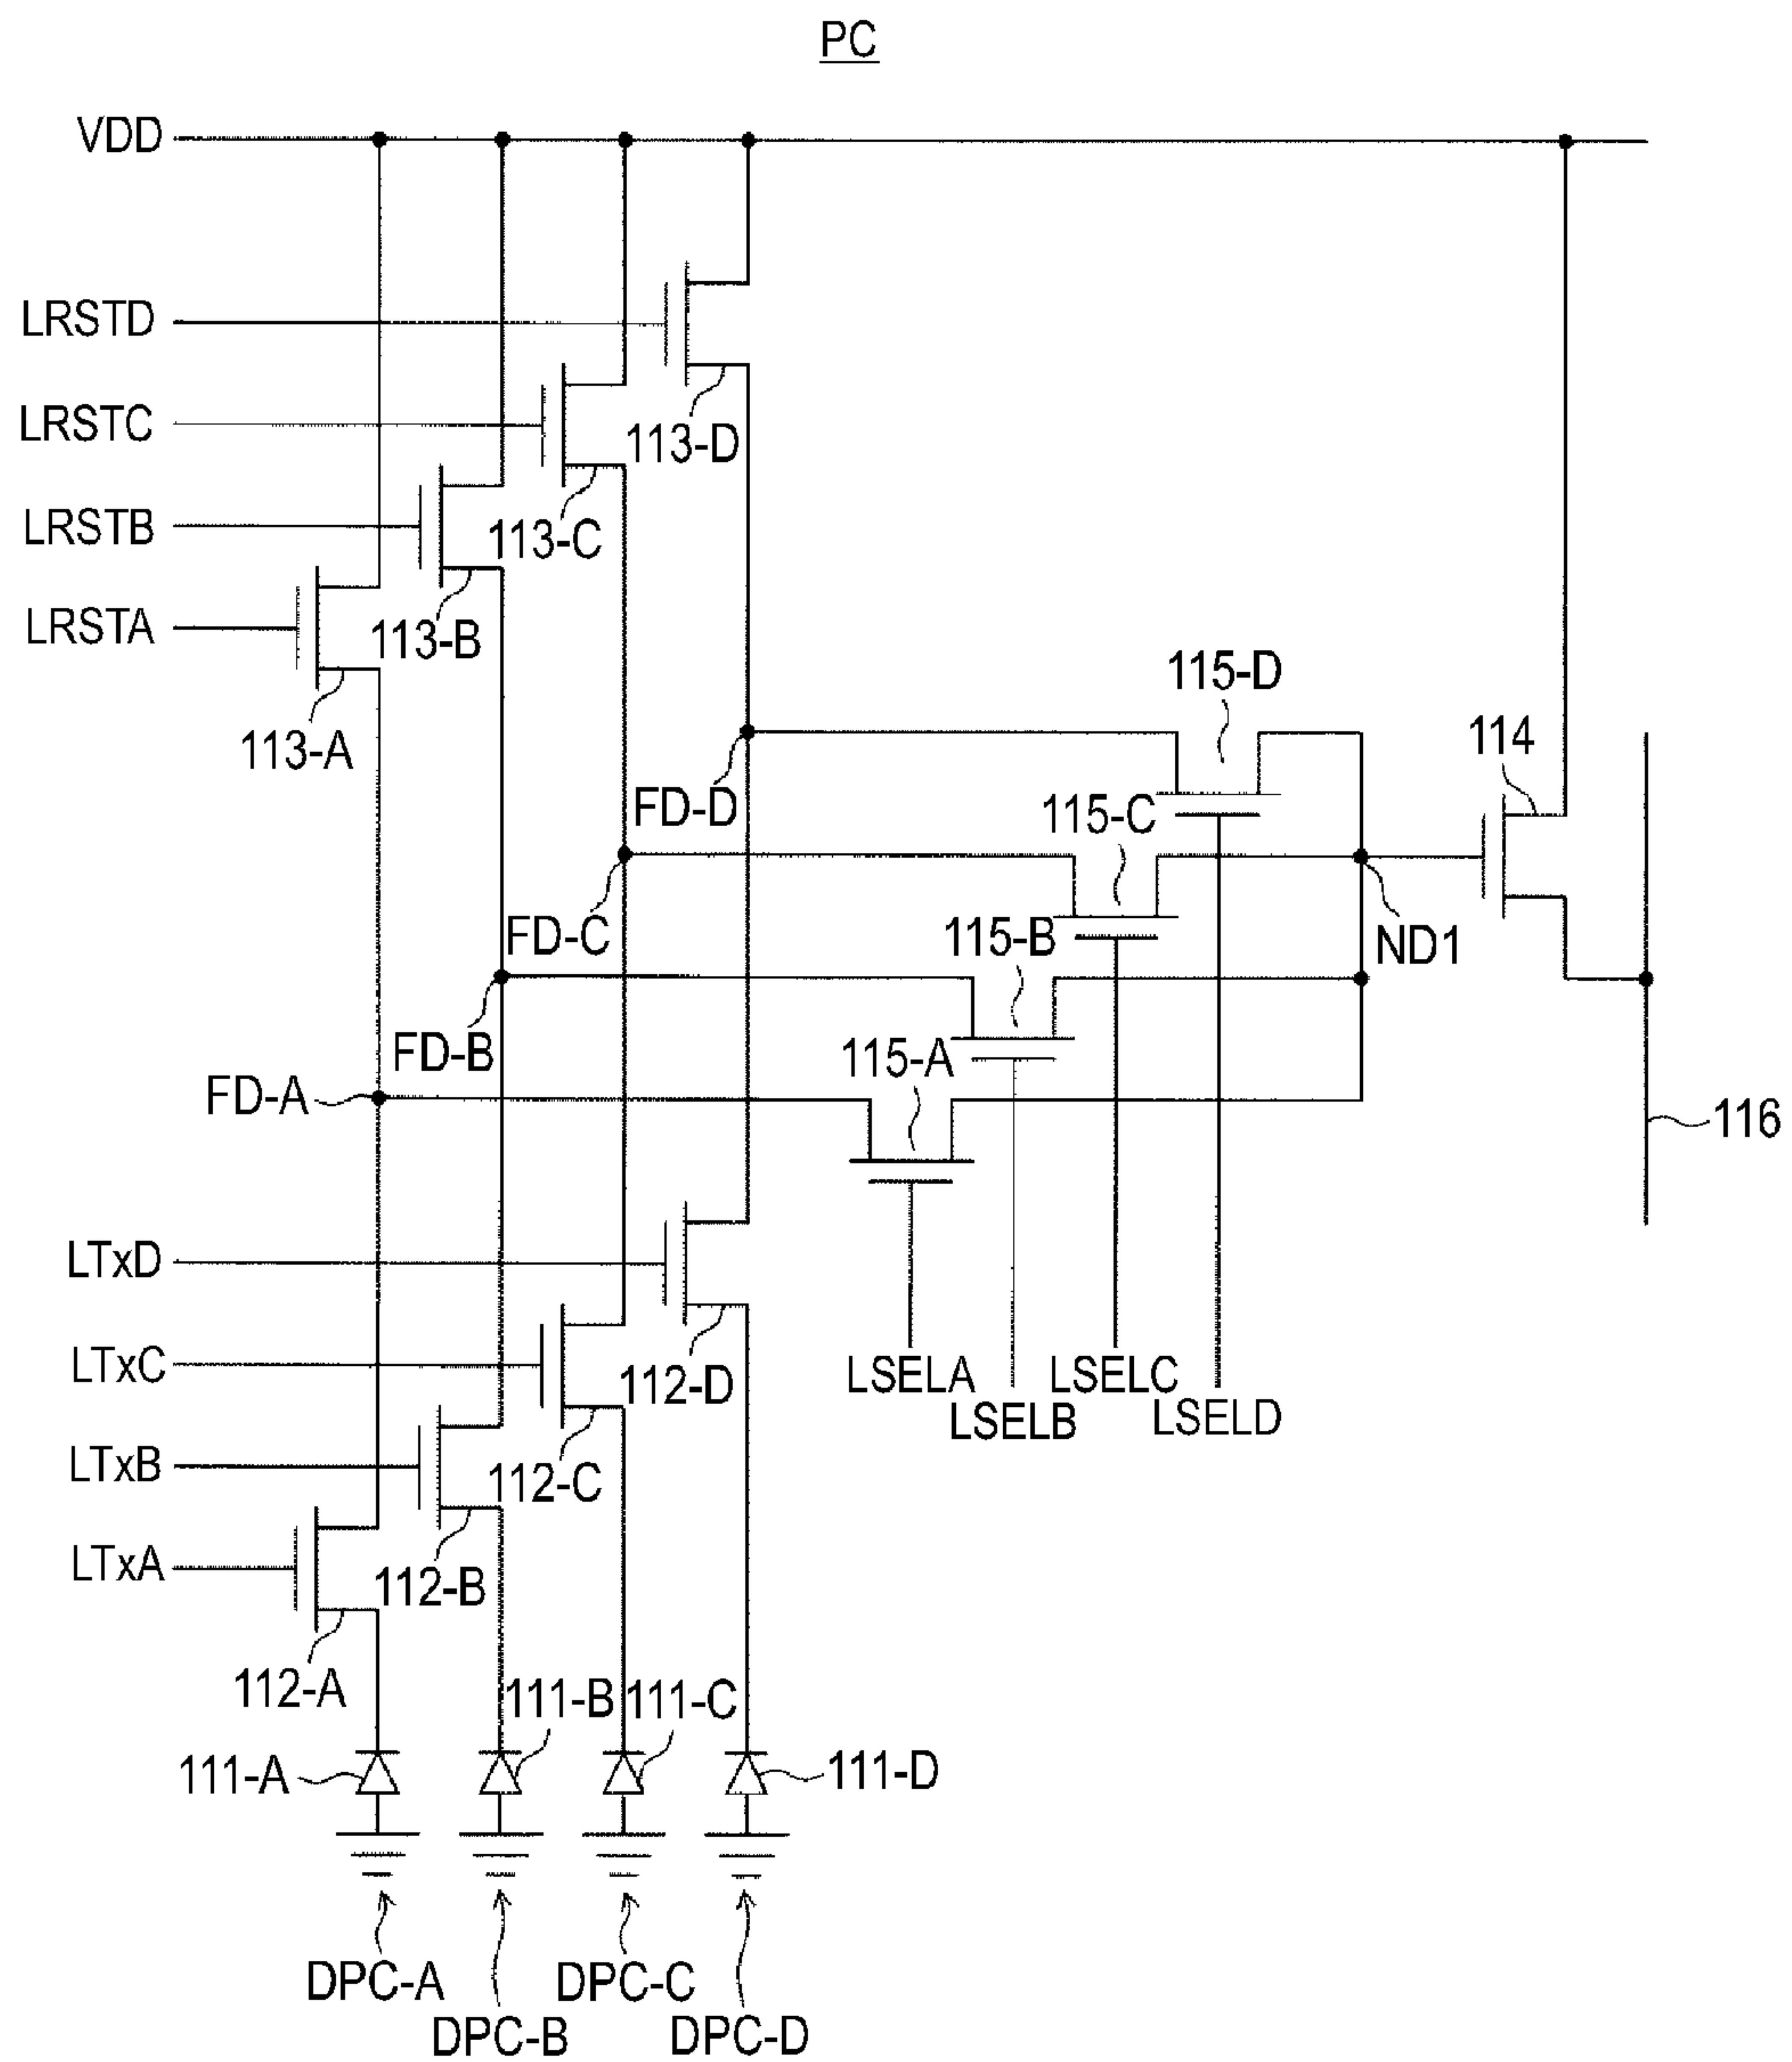 PC
VDD
LRSTD
LRSTC
113-D
LRSTB
113-C
LRSTA
113-B
113-A
115-D
114
FD-D
115-C
FD-C
115-B
ND1
FD-B
115-A
FD-A
116
LTxD
LTxC
112-D
LSELA
LSELC
LSELB
LSELD
LTxB
112-C
LTxA
112-B
112-A
111-B
111-C
111-A
111-D
DPC-A
DPC-C
DPC-B
DPC-D